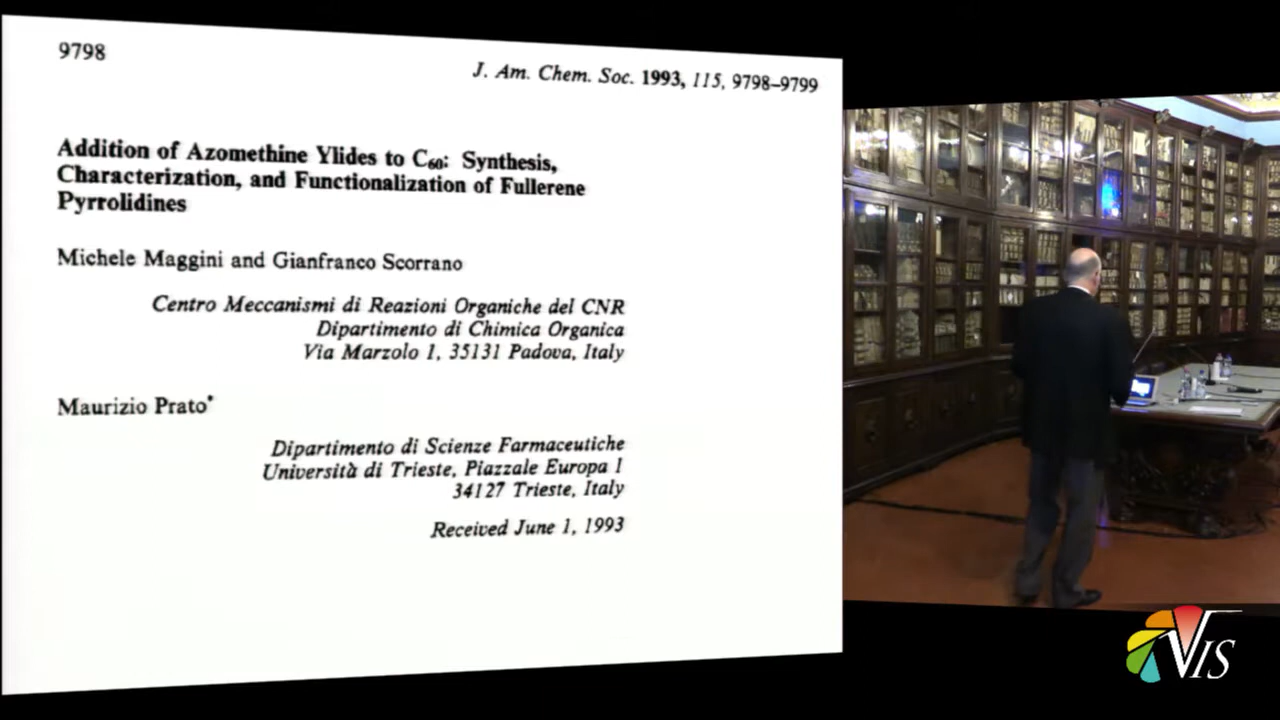 9798
J. Am. Chem. Soc. 1993, 115, 9798–9799
Addition of Azomethine Ylides to C60: Synthesis,
Characterization, and Functionalization of Fullerene
Pyrrolidines
Michele Maggini and Gianfranco Scorrano
Centro Meccanismi di Reazioni Organiche del CNR
Dipartimento di Chimica Organica
Via Marzolo 1, 35131 Padova, Italy
Maurizio Prato*
Dipartimento di Scienze Farmaceutiche
Università di Trieste, Piazzale Europa 1
34127 Trieste, Italy
Received June 1, 1993
VIS